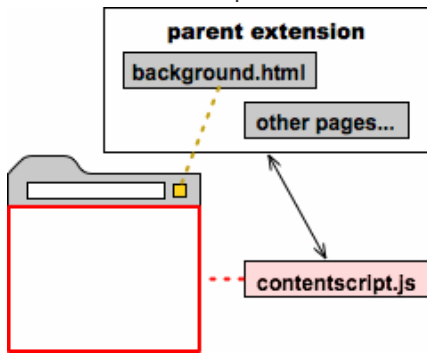 parent extension
background.html
other pages...
contentscript.js